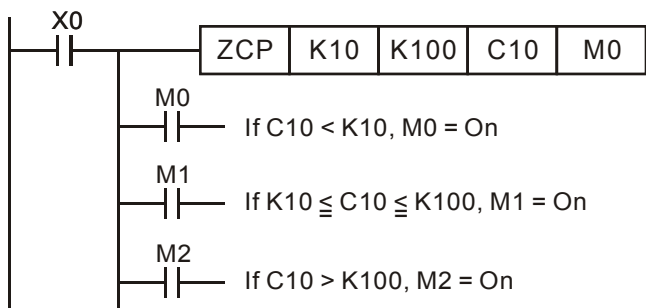 X0
ZCP K10 K100 C10 M0
M0
If C10 < K10, M0 = On
M1
If K10 ≦ C10 ≦ K100, M1 = On
M2
If C10 > K100, M2 = On